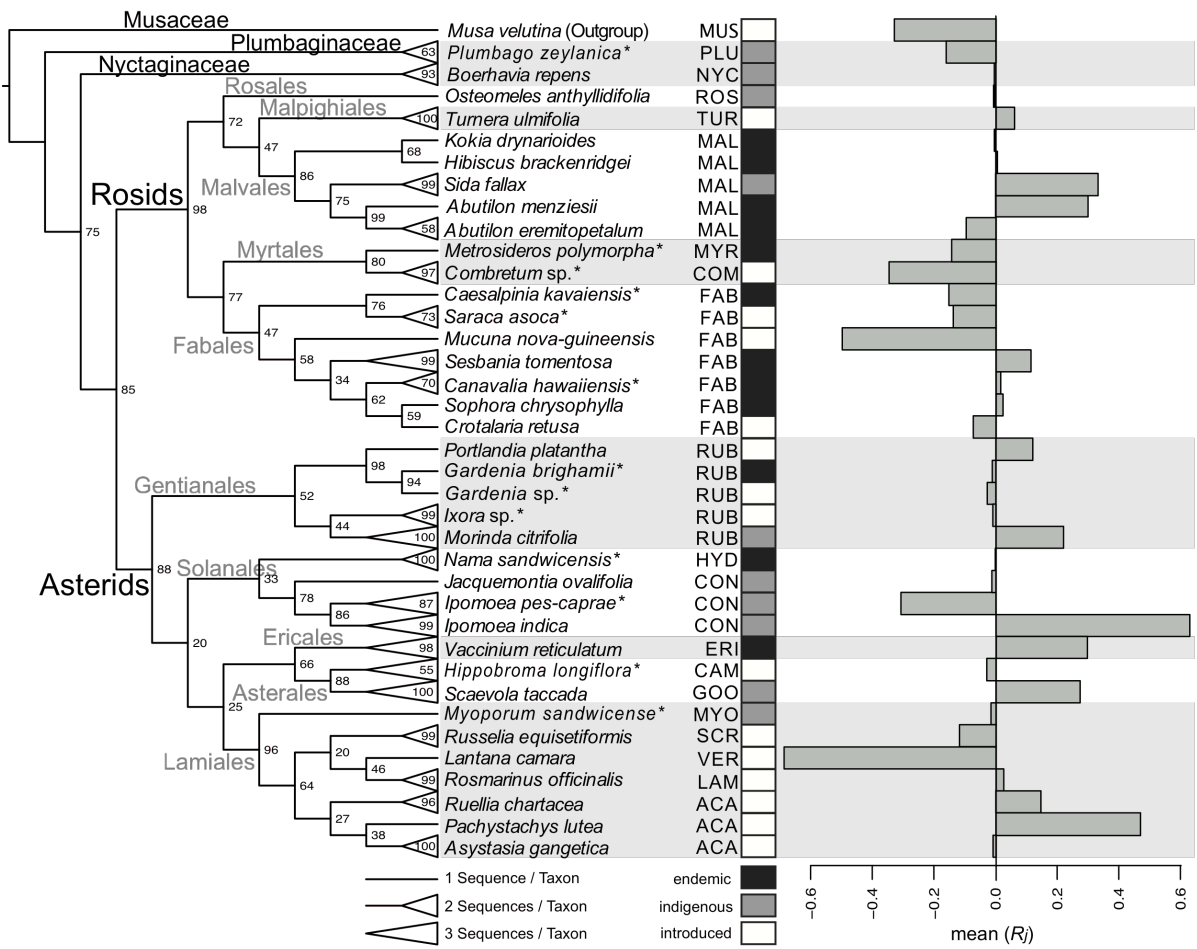 Musaceae
Musa velutina (Outgroup) MUS
Plumbaginaceae
63 Plumbago zeylanica* PLU
Nyctaginaceae
93 Boerhavia repens NYC
Rosales
Osteomeles anthyllidifolia ROS
Malpighiales
72
100 Turnera ulmifolia TUR
Kokia drynarioides MAL
47
68
Hibiscus brackenridgei MAL
86
Malvales
99 Sida fallax MAL
Rosids
75
98
Abutilon menziesii MAL
99
75
58 Abutilon eremitopetalum MAL
Myrtales
Metrosideros polymorpha* MYR
80
97 Combretum sp.* COM
77
Caesalpinia kavaiensis* FAB
76
73 Saraca asoca* FAB
47
Fabales
Mucuna nova-guineensis FAB
58
99 Sesbania tomentosa FAB
34
70 Canavalia hawaiiensis* FAB
85
62
Sophora chrysophylla FAB
59
Crotalaria retusa FAB
Portlandia platantha RUB
98
Gardenia brighamii* RUB
94
Gentianales
52
Gardenia sp.* RUB
99 Ixora sp.* RUB
44
100 Morinda citrifolia RUB
100 Nama sandwicensis* HYD
88
Solanales
33
Asterids
Jacquemontia ovalifolia CON
78
87 Ipomoea pes-caprae* CON
86
99 Ipomoea indica CON
Ericales
20
98 Vaccinium reticulatum ERI
66
55 Hippobroma longiflora* CAM
88
Asterales
100 Scaevola taccada GOO
25
Myoporum sandwicense* MYO
99 Russelia equisetiformis SCR
96
20
Lamiales
Lantana camara VER
46
64
99 Rosmarinus officinalis LAM
96 Ruellia chartacea ACA
27
Pachystachys lutea ACA
38
100 Asystasia gangetica ACA
1 Sequence / Taxon endemic
2 Sequences / Taxon indigenous
3 Sequences / Taxon introduced
−0.6 −0.4 −0.2 0.0 0.2 0.4 0.6
mean (Rj)